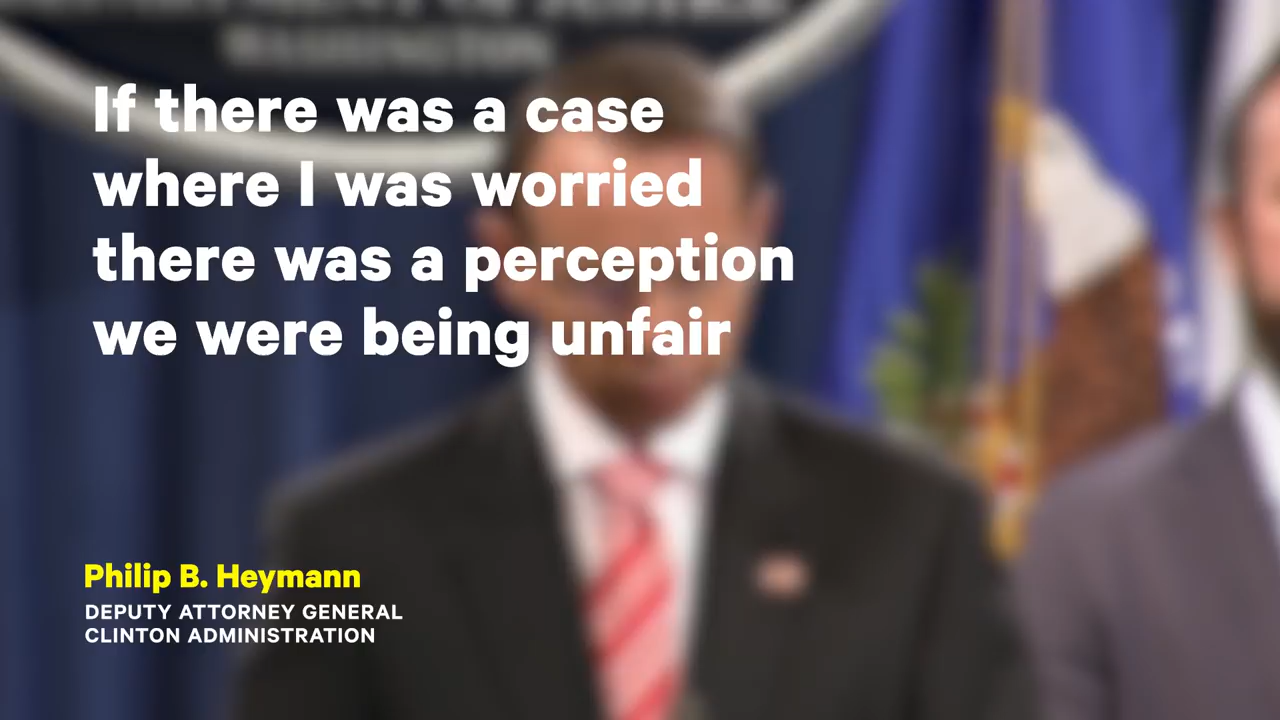 WASHINGTON
If there was a case
where I was worried
there was a perception
we were being unfair
Philip B. Heymann
DEPUTY ATTORNEY GENERAL
CLINTON ADMINISTRATION